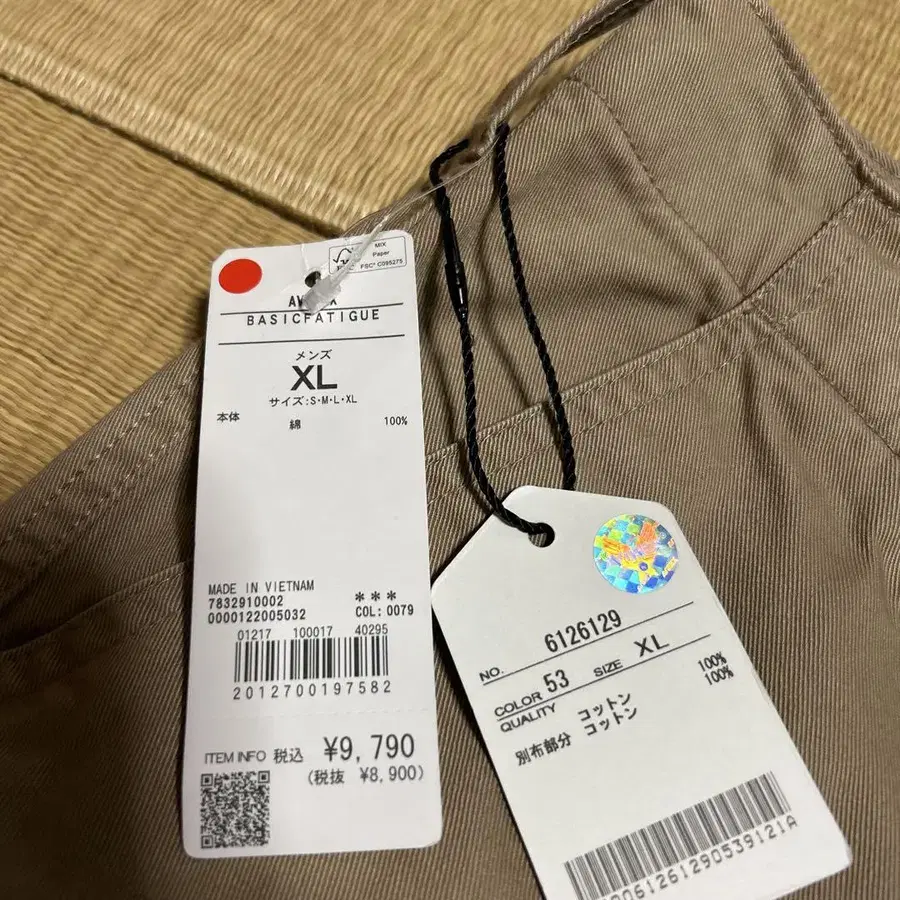 MIX
Paper
FSC® C095275
BASICFATIGUE
メンズ
XL
サイズ:S・M・L・XL
本体 綿 100%
MADE IN VIETNAM
7832910002 ***
0000122005032 COL: 0079
01217 100017 40295
2012700197582
ITEM INFO 税込 ¥9,790
(税抜 ¥8,900)
NO. 6126129
COLOR 53 SIZE XL
QUALITY コットン 100%
別布部分 コットン 100%